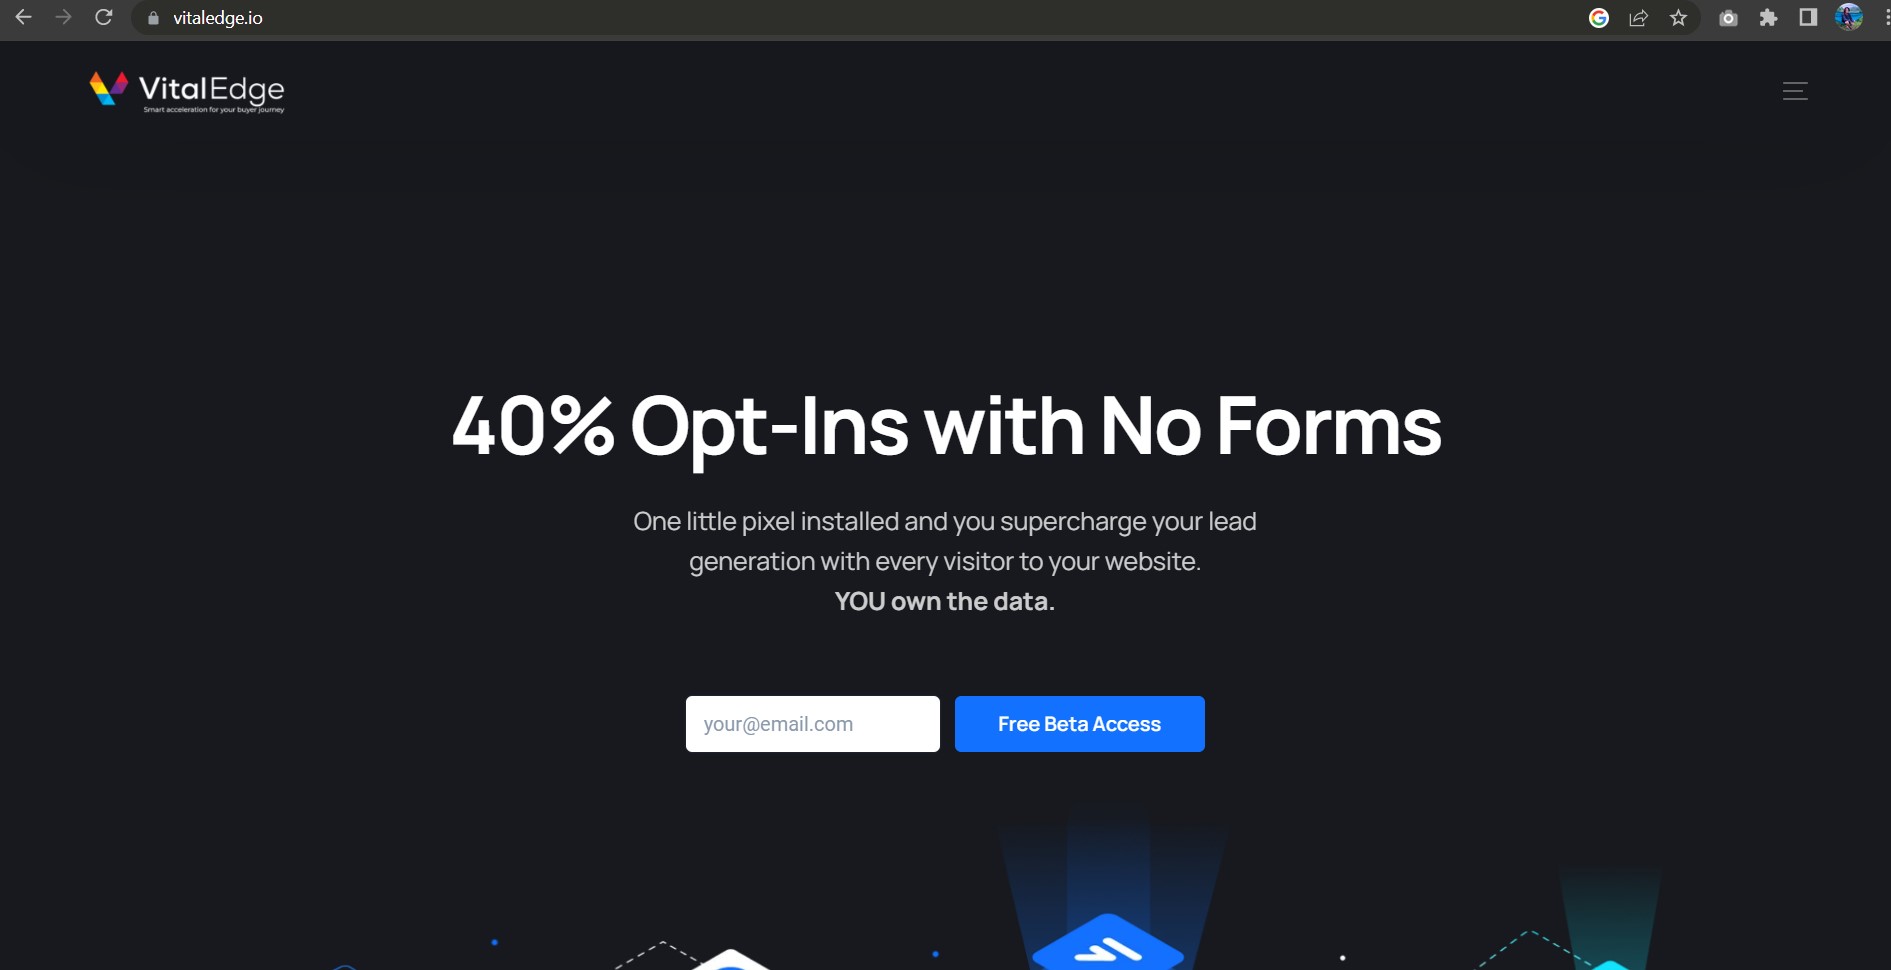 vitaledge.io
VitalEdge
Smart acceleration for your buyer journey
40% Opt-Ins with No Forms
One little pixel installed and you supercharge your lead
generation with every visitor to your website.
YOU own the data.
your@email.com
Free Beta Access